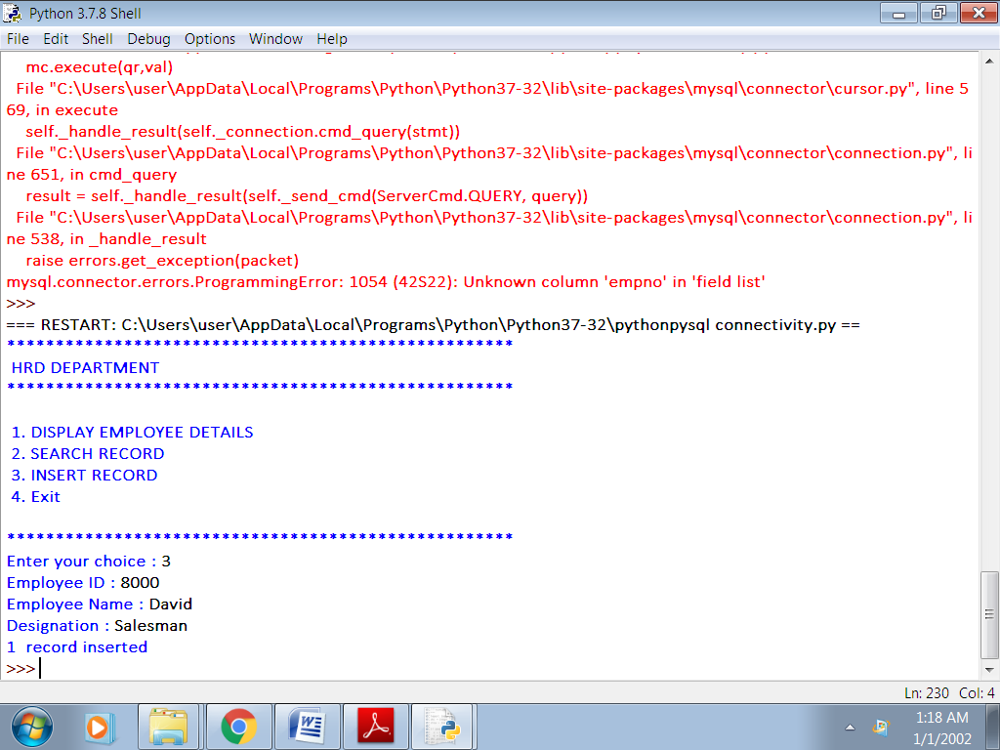 Python 3.7.8 Shell
File Edit Shell Debug Options Window Help
mc.execute(qr,val)
File "C:\Users\user\AppData\Local\Programs\Python\Python37-32\lib\site-packages\mysql\connector\cursor.py", line 5
69, in execute
self._handle_result(self._connection.cmd_query(stmt))
File "C:\Users\user\AppData\Local\Programs\Python\Python37-32\lib\site-packages\mysql\connector\connection.py", li
ne 651, in cmd_query
result = self._handle_result(self._send_cmd(ServerCmd.QUERY, query))
File "C:\Users\user\AppData\Local\Programs\Python\Python37-32\lib\site-packages\mysql\connector\connection.py", li
ne 538, in _handle_result
raise errors.get_exception(packet)
mysql.connector.errors.ProgrammingError: 1054 (42S22): Unknown column 'empno' in 'field list'
>>>
=== RESTART: C:\Users\user\AppData\Local\Programs\Python\Python37-32\pythonpysql connectivity.py ==
****************************************************
HRD DEPARTMENT
****************************************************
1. DISPLAY EMPLOYEE DETAILS
2. SEARCH RECORD
3. INSERT RECORD
4. Exit
****************************************************
Enter your choice : 3
Employee ID : 8000
Employee Name : David
Designation : Salesman
1 record inserted
>>>
Ln: 230 Col: 4
1:18 AM
1/1/2002